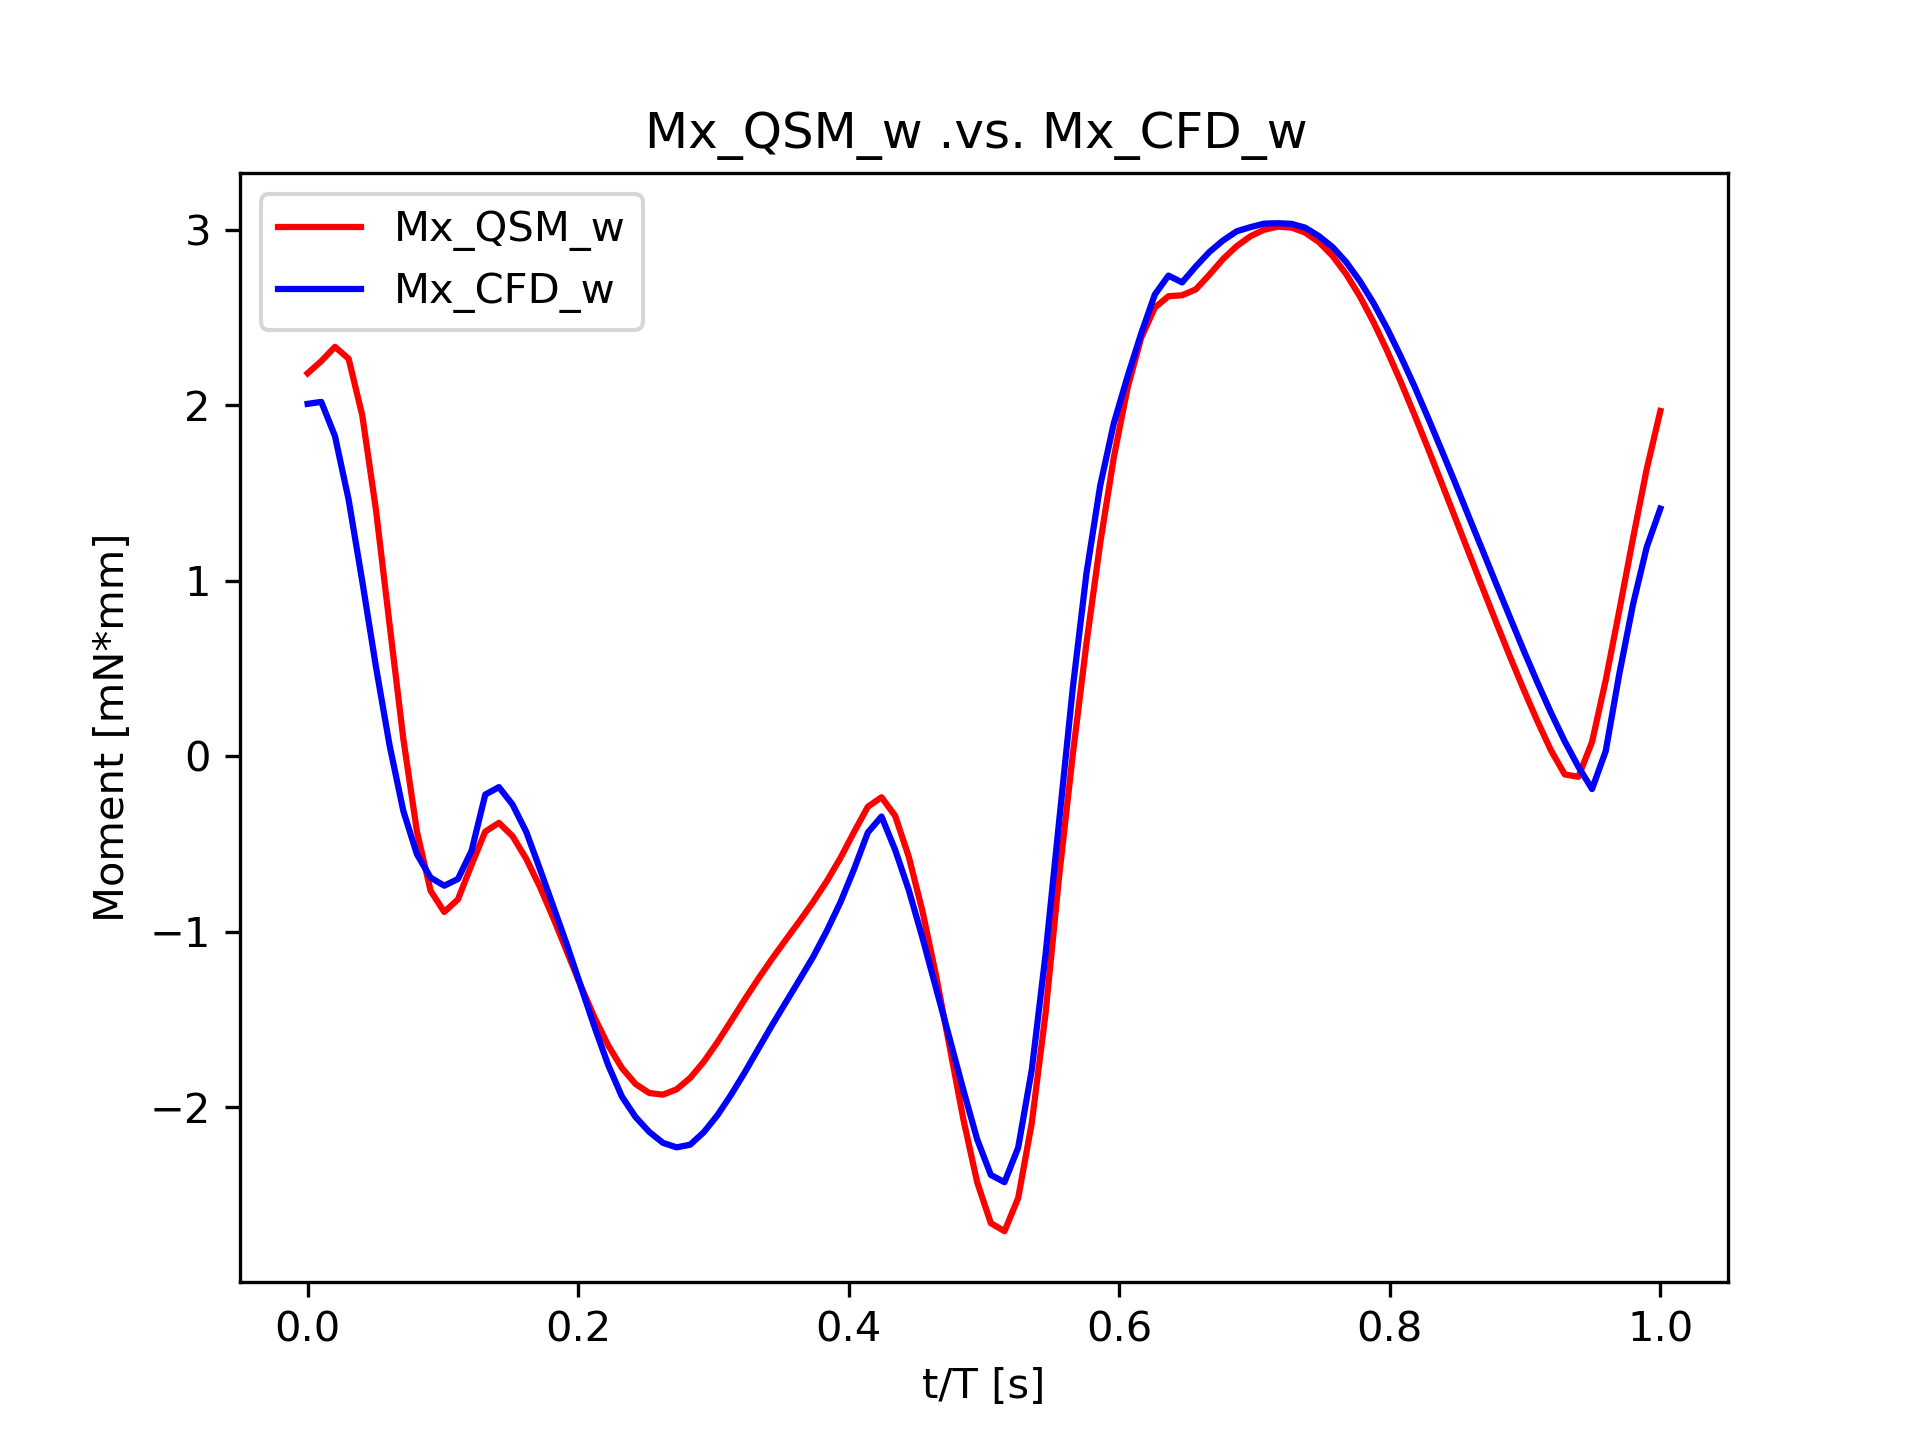 Mx_QSM_w .vs. Mx_CFD_w
Mx_QSM_w
Mx_CFD_w
Moment [mN*mm]
3
2
1
0
−1
−2
0.0 0.2 0.4 0.6 0.8 1.0
t/T [s]